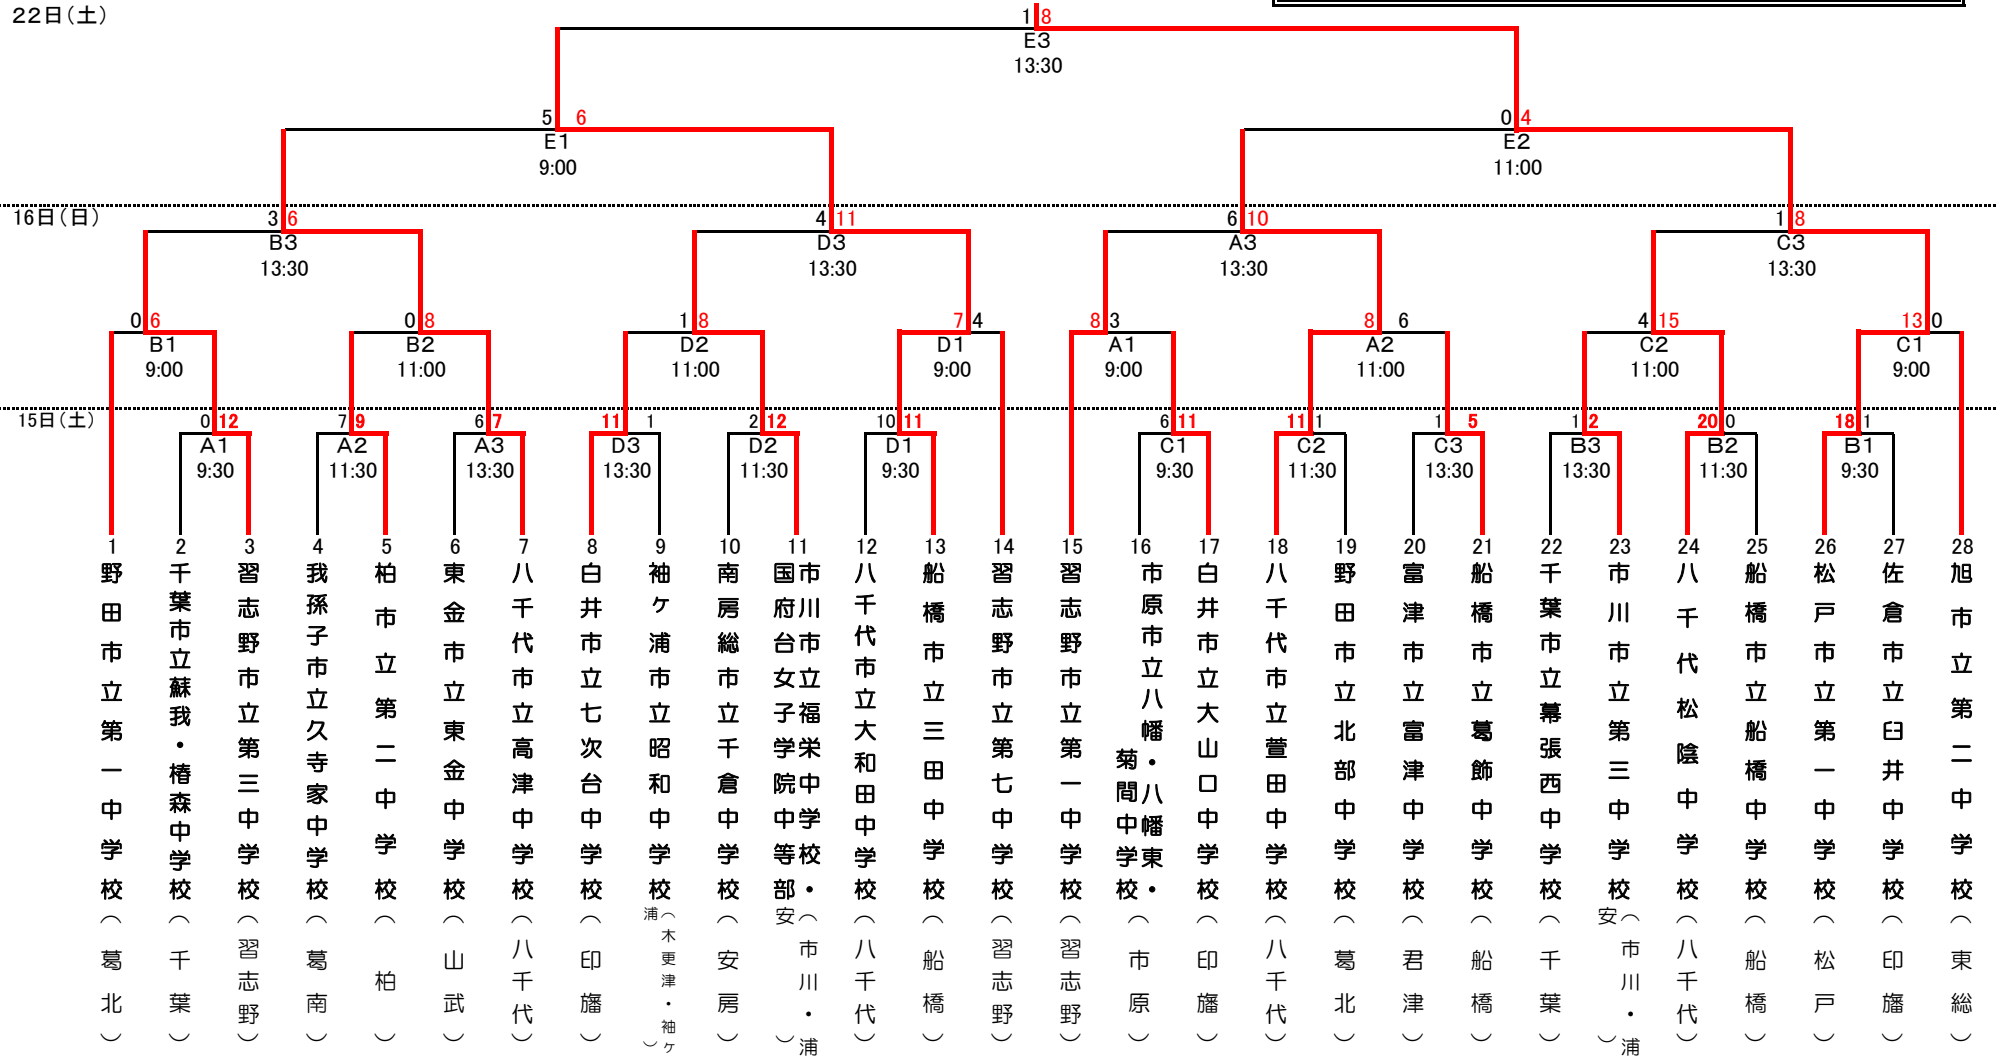 22日(土)
1 8
E3
13:30
5 6
E1
9:00
0 4
E2
11:00
16日(日)
3 6
B3
13:30
4 11
D3
13:30
6 10
A3
13:30
1 8
C3
13:30
0 6
B1
9:00
0 8
B2
11:00
1 8
D2
11:00
7 4
D1
9:00
8 3
A1
9:00
8 6
A2
11:00
4 15
C2
11:00
13 0
C1
9:00
15日(土)
0 12
A1
9:30
7 9
A2
11:30
6 7
A3
13:30
11 1
D3
13:30
2 12
D2
11:30
10 11
D1
9:30
6 11
C1
9:30
11 1
C2
11:30
1 5
C3
13:30
1 2
B3
13:30
20 0
B2
11:30
18 1
B1
9:30
1
野田市立第一中学校(葛北)
2
千葉市立蘇我・椿森中学校(千葉)
3
習志野市立第三中学校(習志野)
4
我孫子市立久寺家中学校(葛南)
5
柏市立第二中学校(柏)
6
東金市立東金中学校(山武)
7
八千代市立高津中学校(八千代)
8
白井市立七次台中学校(印旛)
9
袖ケ浦市立昭和中学校(木更津・袖ケ
浦)
10
南房総市立千倉中学校(安房)
11
市川市立福栄中学校・
国府台女子学院中等部
(市川・浦
安)
12
八千代市立大和田中学校(八千代)
13
船橋市立三田中学校(船橋)
14
習志野市立第七中学校(習志野)
15
習志野市立第一中学校(習志野)
16
市原市立八幡・八幡東・
菊間中学校
(市原)
17
白井市立大山口中学校(印旛)
18
八千代市立萱田中学校(八千代)
19
野田市立北部中学校(葛北)
20
富津市立富津中学校(君津)
21
船橋市立葛飾中学校(船橋)
22
千葉市立幕張西中学校(千葉)
23
市川市立第三中学校(市川・浦
安)
24
八千代松陰中学校(八千代)
25
船橋市立船橋中学校(船橋)
26
松戸市立第一中学校(松戸)
27
佐倉市立臼井中学校(印旛)
28
旭市立第二中学校(東総)